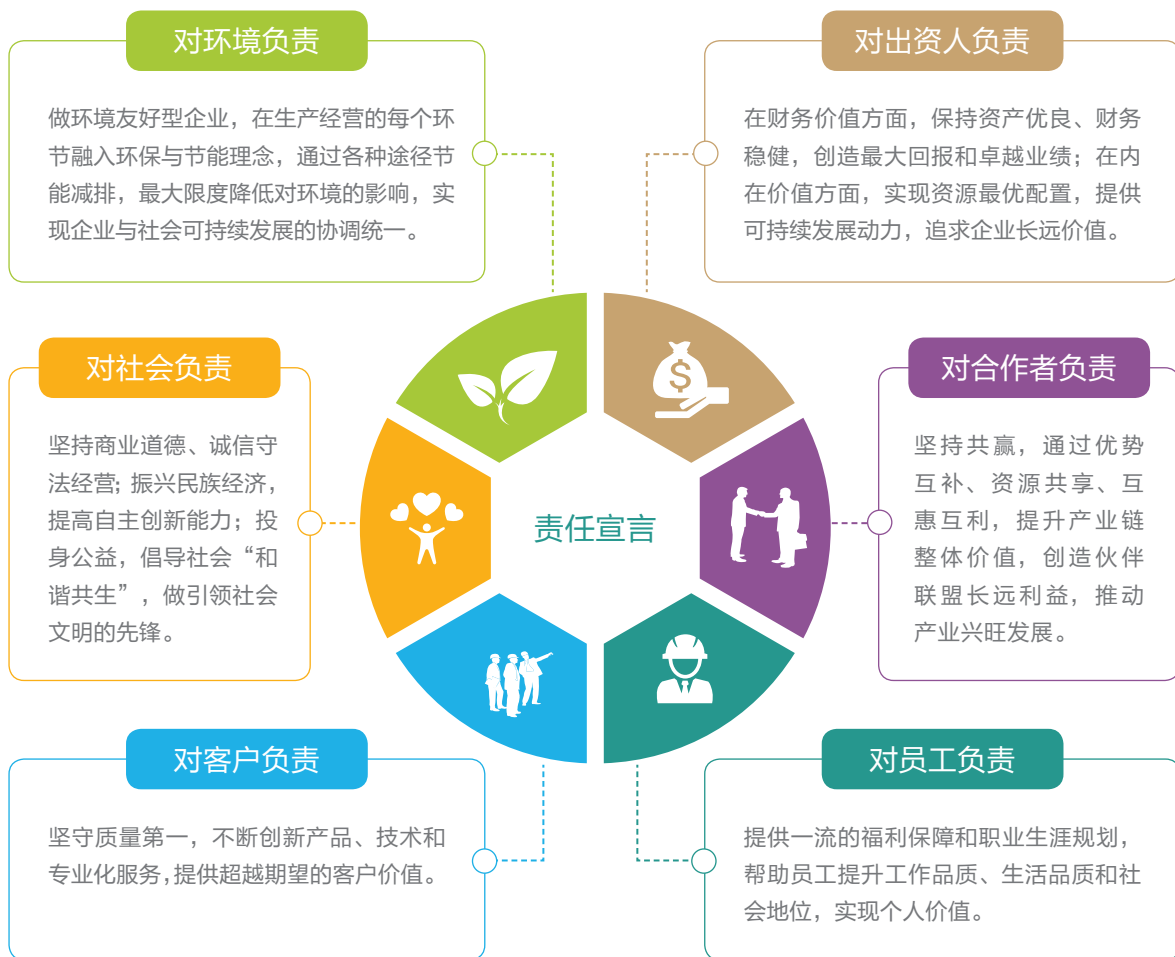 对环境负责
做环境友好型企业，在生产经营的每个环
节融入环保与节能理念，通过各种途径节
能减排，最大限度降低对环境的影响，实
现企业与社会可持续发展的协调统一。
对出资人负责
在财务价值方面，保持资产优良、财务
稳健，创造最大回报和卓越业绩；在内
在价值方面，实现资源最优配置，提供
可持续发展动力，追求企业长远价值。
对社会负责
坚持商业道德、诚信守
法经营；振兴民族经济，
提高自主创新能力；投
身公益，倡导社会“和
谐共生”，做引领社会
文明的先锋。
$
责任宣言
对合作者负责
坚持共赢，通过优势
互补、资源共享、互
惠互利，提升产业链
整体价值，创造伙伴
联盟长远利益，推动
产业兴旺发展。
对客户负责
坚守质量第一，不断创新产品、技术和
专业化服务，提供超越期望的客户价值。
对员工负责
提供一流的福利保障和职业生涯规划，
帮助员工提升工作品质、生活品质和社
会地位，实现个人价值。